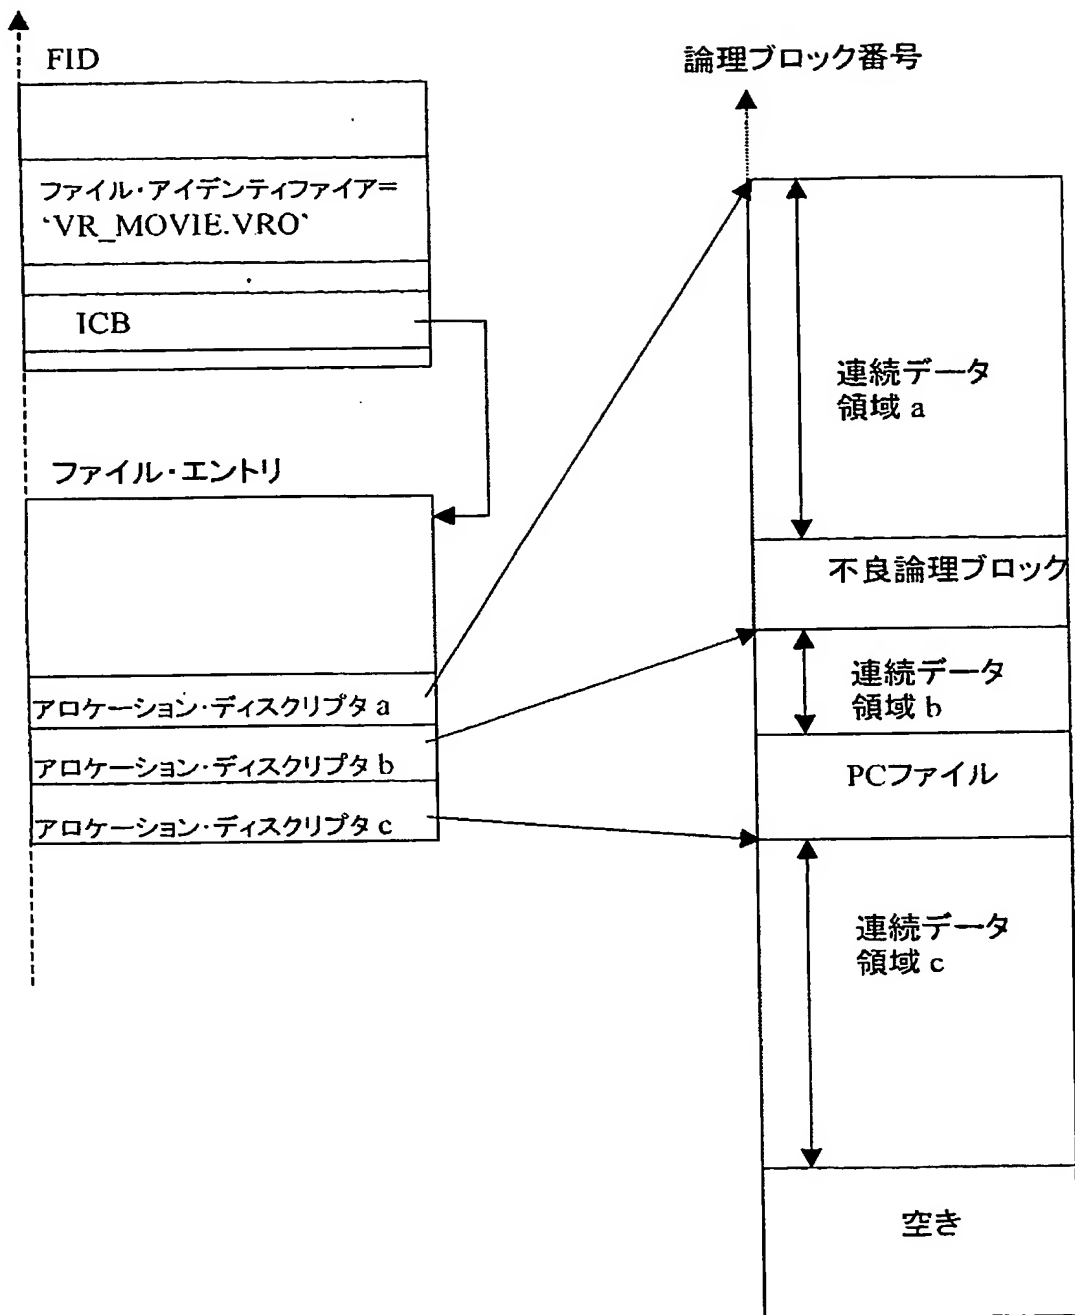 FID
ファイル・アイデンティファイア=
‘VR_MOVIE.VRO’
ICB
ファイル・エントリ
アロケーション・ディスクリプタ a
アロケーション・ディスクリプタ b
アロケーション・ディスクリプタ c
論理ブロック番号
連続データ
領域 a
不良論理ブロック
連続データ
領域 b
PCファイル
連続データ
領域 c
空き